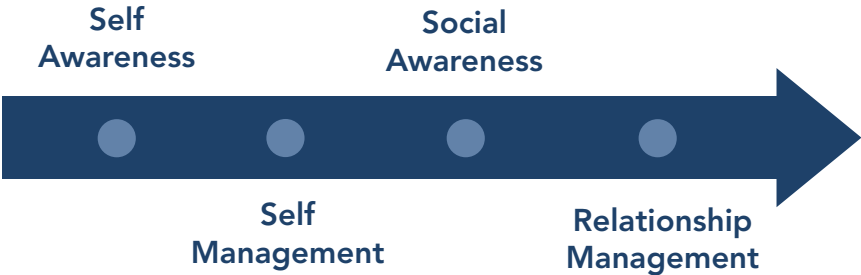 Self
Awareness
Social
Awareness
Self
Management
Relationship
Management